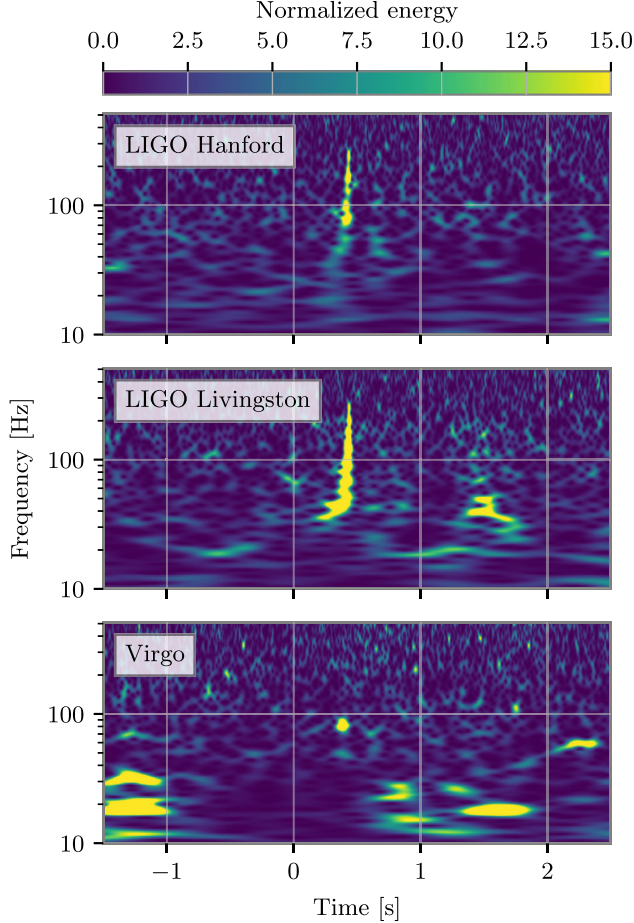 Normalized energy
0.0 2.5 5.0 7.5 10.0 12.5 15.0
LIGO Hanford
100
10
LIGO Livingston
100
10
Frequency [Hz]
Virgo
100
10
−1 0 1 2
Time [s]